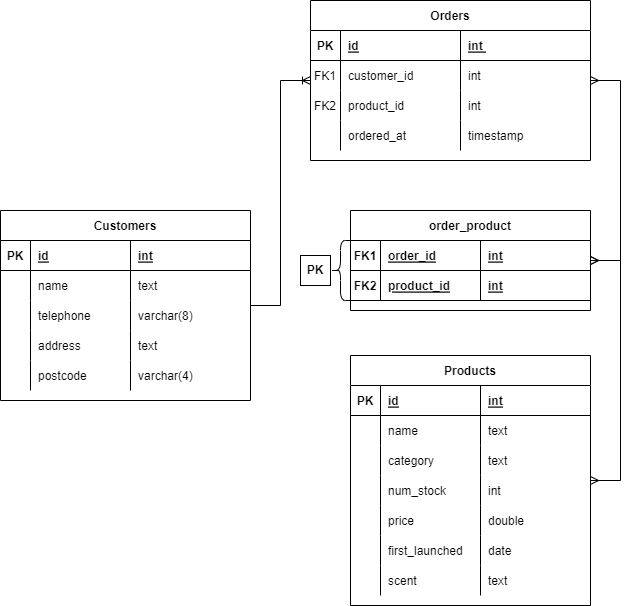 Orders
PK id int
FK1 customer_id int
FK2 product_id int
ordered_at timestamp
Customers
PK id int
name text
telephone varchar(8)
address text
postcode varchar(4)
order_product
PK
FK1 order_id int
FK2 product_id int
Products
PK id int
name text
category text
num_stock int
price double
first_launched date
scent text